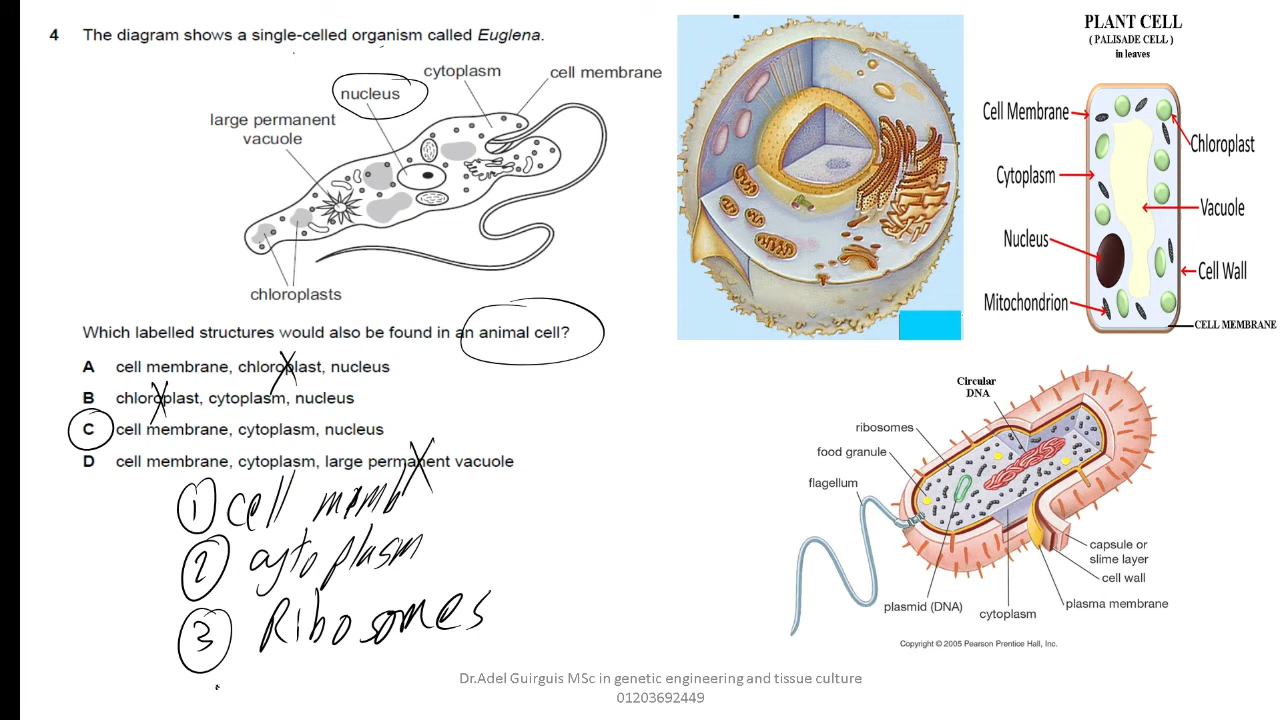 4 The diagram shows a single-celled organism called Euglena.
cytoplasm
cell membrane
nucleus
large permanent
vacuole
chloroplasts
Which labelled structures would also be found in an animal cell?
A cell membrane, chloroplast, nucleus
B chloroplast, cytoplasm, nucleus
C cell membrane, cytoplasm, nucleus
D cell membrane, cytoplasm, large permanent vacuole
1 cell memb
2 cytoplasm
3 Ribosomes
PLANT CELL
( PALISADE CELL )
in leaves
Cell Membrane
Chloroplast
Cytoplasm
Vacuole
Nucleus
Cell Wall
Mitochondrion
CELL MEMBRANE
Circular
DNA
ribosomes
food granule
flagellum
capsule or
slime layer
cell wall
plasma membrane
plasmid (DNA)
cytoplasm
Copyright © 2005 Pearson Prentice Hall, Inc.
Dr.Adel Guirguis MSc in genetic engineering and tissue culture
01203692449